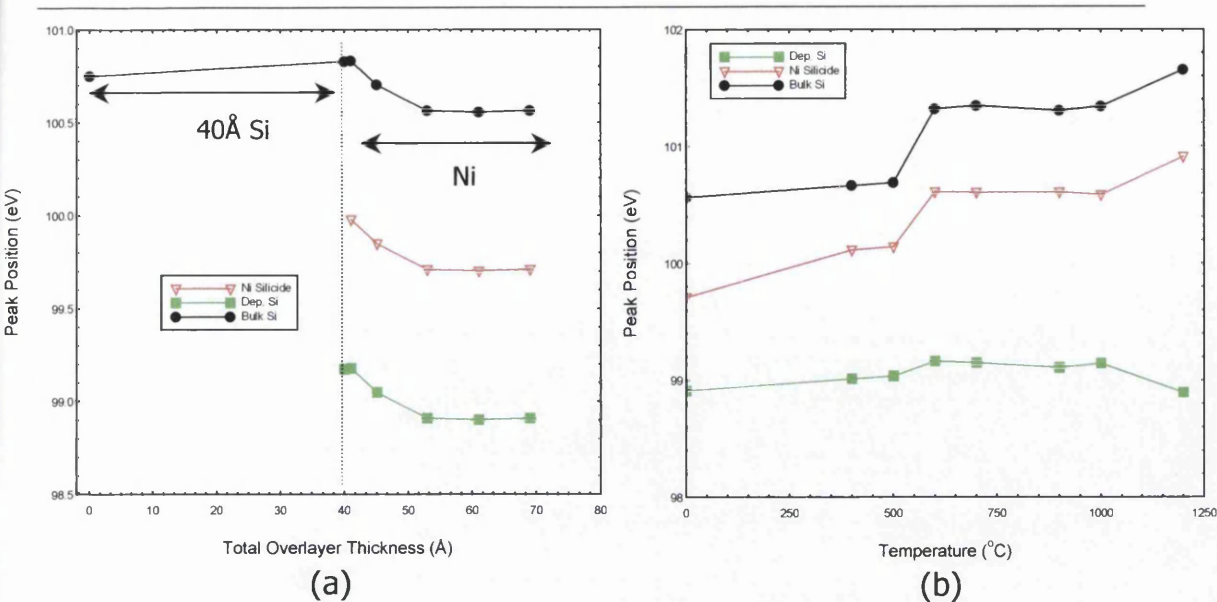 101.0
100.5
100.0
99.5
99.0
98.5
Peak Position (eV)
40Å Si
Ni
Ni Silicide
Dep. Si
Bulk Si
0
10
20
30
40
50
60
70
80
Total Overlayer Thickness (Å)
(a)
102
101
100
99
98
Peak Position (eV)
Dep. Si
Ni Silicide
Bulk Si
0
250
500
750
1000
1250
Temperature (°C)
(b)